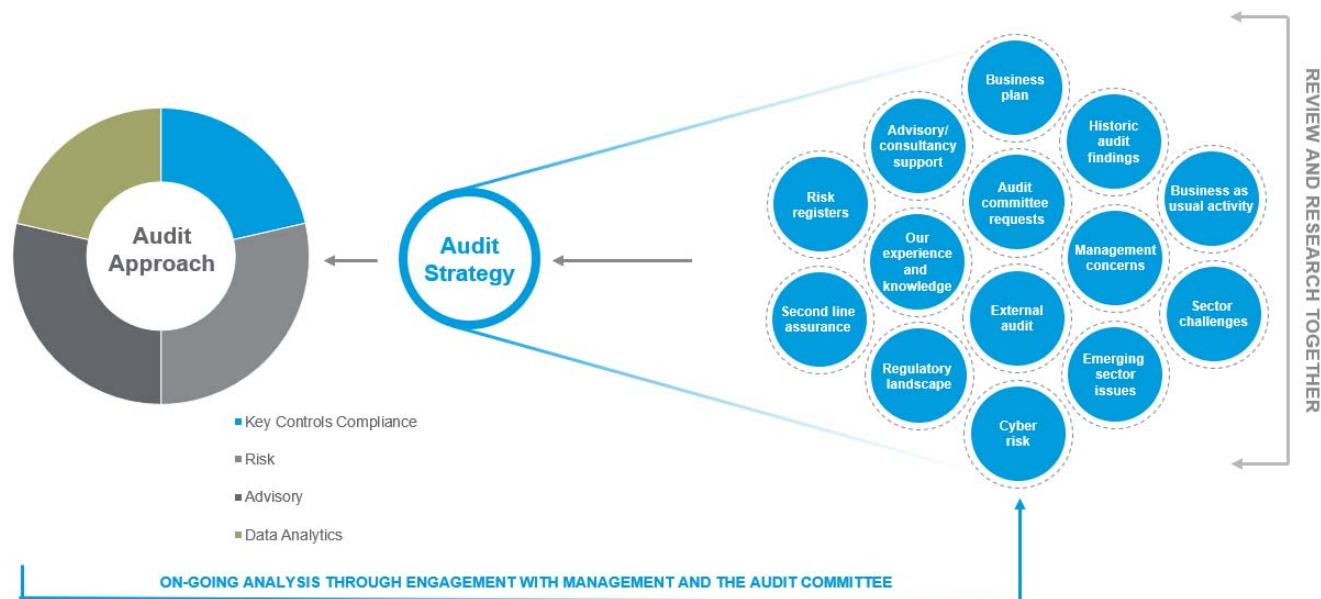 Audit
Approach
Key Controls Compliance
Risk
Advisory
Data Analytics
Audit
Strategy
Business
plan
Advisory/
consultancy
support
Historic
audit
findings
Risk
registers
Audit
committee
requests
Business as
usual activity
Our
experience
and
knowledge
Management
concerns
Second line
assurance
External
audit
Sector
challenges
Regulatory
landscape
Emerging
sector
issues
Cyber
risk
REVIEW AND RESEARCH TOGETHER
ON-GOING ANALYSIS THROUGH ENGAGEMENT WITH MANAGEMENT AND THE AUDIT COMMITTEE